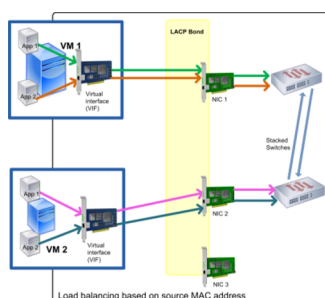 LACP Bond
App 1
VM 1
App 2
Virtual
interface
(VIF)
NIC 1
Stacked
Switches
App 1
App 2
VM 2
Virtual
interface
(VIF)
NIC 2
NIC 3
Load balancing based on source MAC address